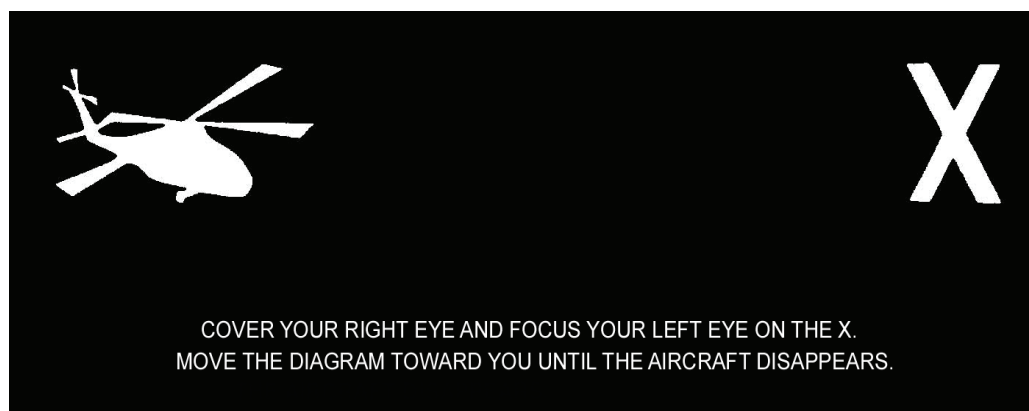 X
COVER YOUR RIGHT EYE AND FOCUS YOUR LEFT EYE ON THE X.
MOVE THE DIAGRAM TOWARD YOU UNTIL THE AIRCRAFT DISAPPEARS.